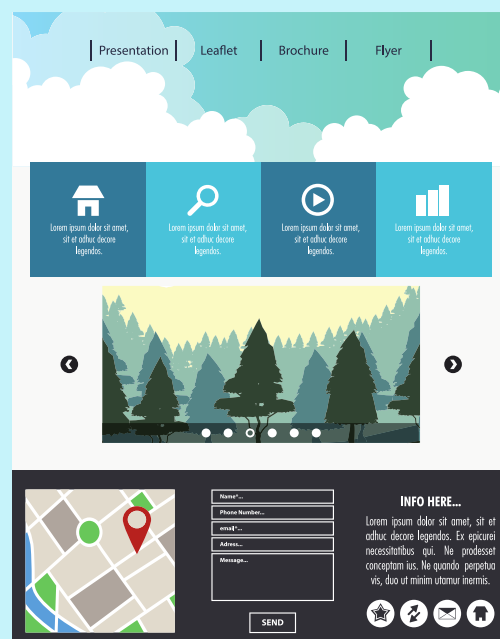 Presentation
Leaflet
Brochure
Flyer
Lorem ipsum dolor sit amet,
sit et adhuc decore
legendos.
Lorem ipsum dolor sit amet,
sit et adhuc decore
legendos.
Lorem ipsum dolor sit amet,
sit et adhuc decore
legendos.
Lorem ipsum dolor sit amet,
sit et adhuc decore
legendos.
Name*...
Phone Number...
email*...
Adress...
Message...
SEND
INFO HERE...
Lorem ipsum dolor sit amet, sit et
adhuc decore legendos. Ex epicurei
necessitatibus qui. Ne prodesset
conceptam ius. Ne quando perpetua
vis, duo ut minim utamur inermis.